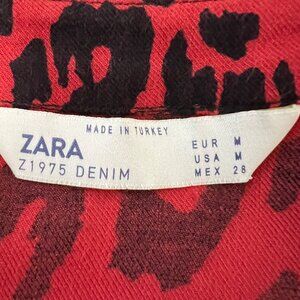 MADE IN TURKEY
ZARA
Z1975 DENIM
EUR M
USA M
MEX 28